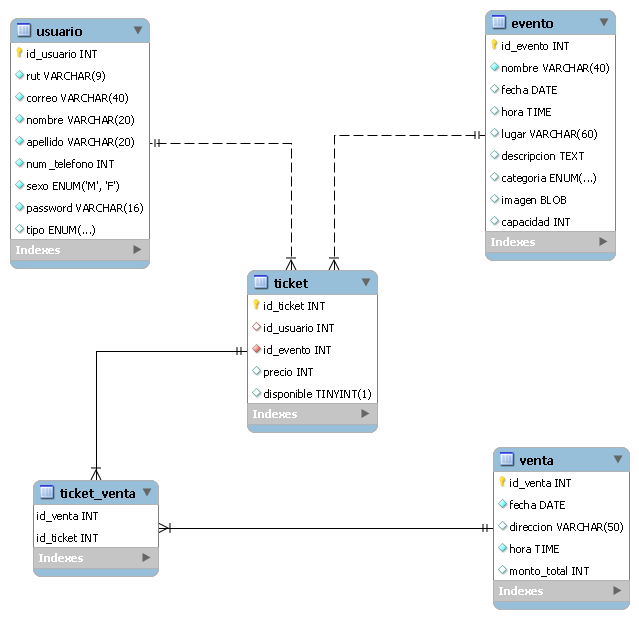 usuario
id_usuario INT
rut VARCHAR(9)
correo VARCHAR(40)
nombre VARCHAR(20)
apellido VARCHAR(20)
num_telefono INT
sexo ENUM('M', 'F')
password VARCHAR(16)
tipo ENUM(...)
Indexes
evento
id_evento INT
nombre VARCHAR(40)
fecha DATE
hora TIME
lugar VARCHAR(60)
descripcion TEXT
categoria ENUM(...)
imagen BLOB
capacidad INT
Indexes
ticket
id_ticket INT
id_usuario INT
id_evento INT
precio INT
disponible TINYINT(1)
Indexes
ticket_venta
id_venta INT
id_ticket INT
Indexes
venta
id_venta INT
fecha DATE
direccion VARCHAR(50)
hora TIME
monto_total INT
Indexes